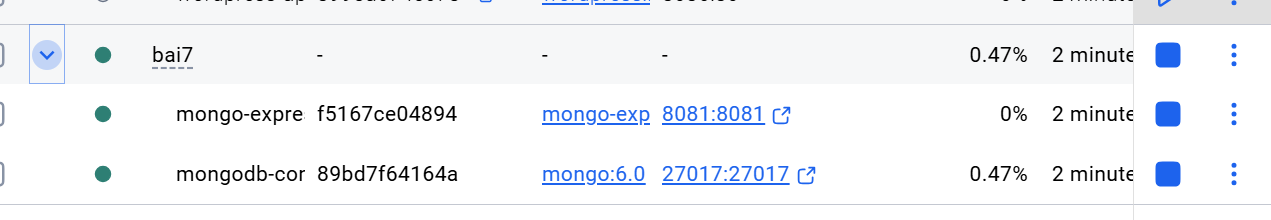 bai7 - - - 0.47% 2 minute
mongo-expre f5167ce04894 mongo-exp 8081:8081 0% 2 minute
mongodb-cor 89bd7f64164a mongo:6.0 27017:27017 0.47% 2 minute